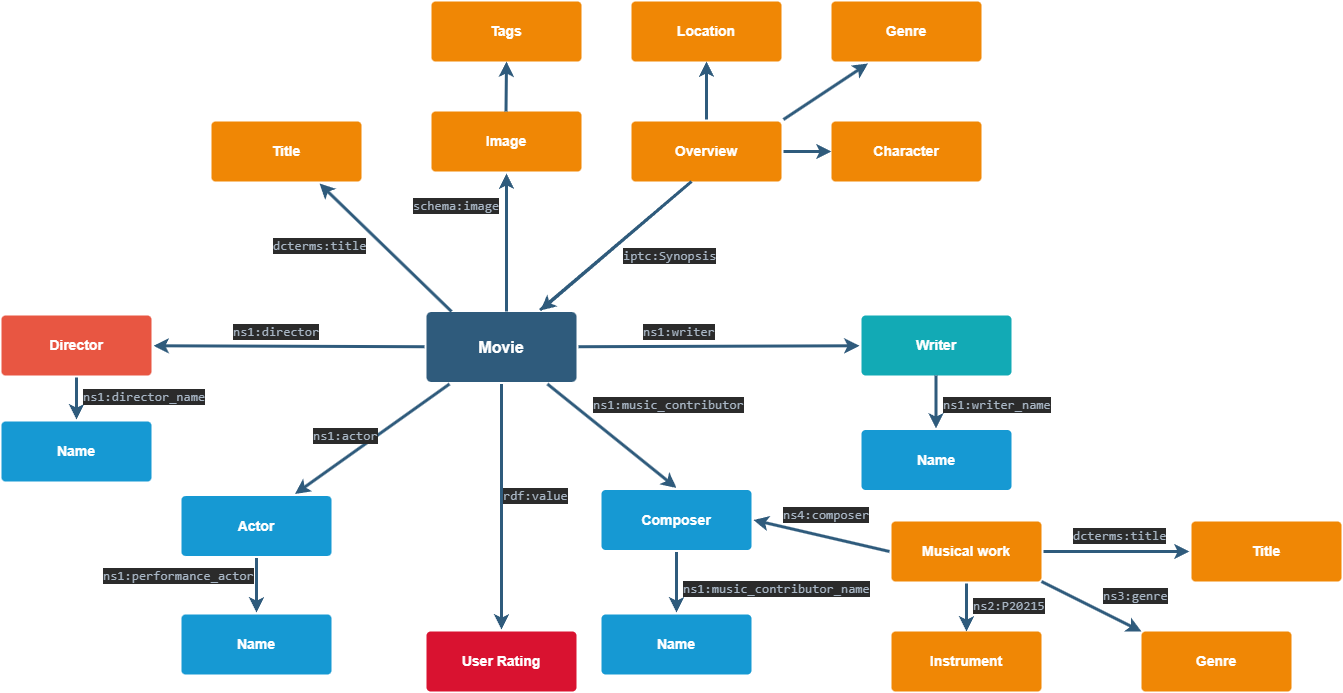 Tags
Location
Genre
Image
Title
Overview
Character
schema:image
dcterms:title
iptc:Synopsis
ns1:director
ns1:writer
Director
Movie
Writer
ns1:director_name
ns1:music_contributor
ns1:writer_name
ns1:actor
Name
Name
rdf:value
ns4:composer
Actor
Composer
dcterms:title
Musical work
Title
ns1:performance_actor
ns1:music_contributor_name
ns3:genre
ns2:P20215
Name
Name
User Rating
Instrument
Genre